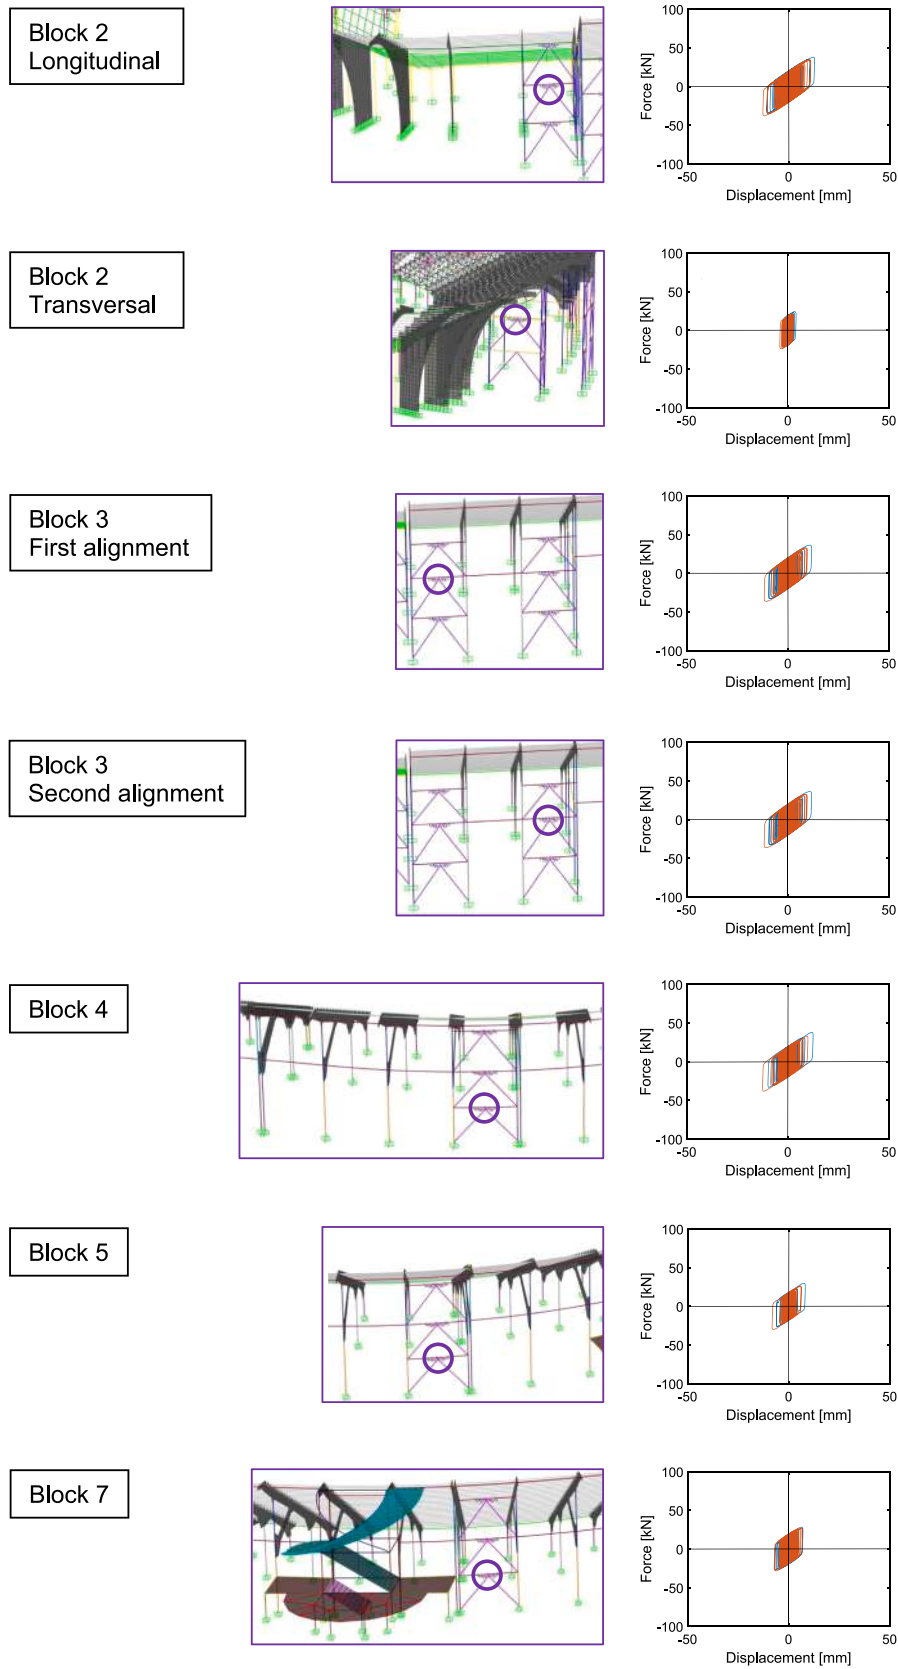 Block 2
Longitudinal
100
50
0
-50
-100
-50
0
50
Force [kN]
Displacement [mm]
Block 2
Transversal
100
50
0
-50
-100
-50
0
50
Force [kN]
Displacement [mm]
Block 3
First alignment
100
50
0
-50
-100
-50
0
50
Force [kN]
Displacement [mm]
Block 3
Second alignment
100
50
0
-50
-100
-50
0
50
Force [kN]
Displacement [mm]
Block 4
100
50
0
-50
-100
-50
0
50
Force [kN]
Displacement [mm]
Block 5
100
50
0
-50
-100
-50
0
50
Force [kN]
Displacement [mm]
Block 7
100
50
0
-50
-100
-50
0
50
Force [kN]
Displacement [mm]